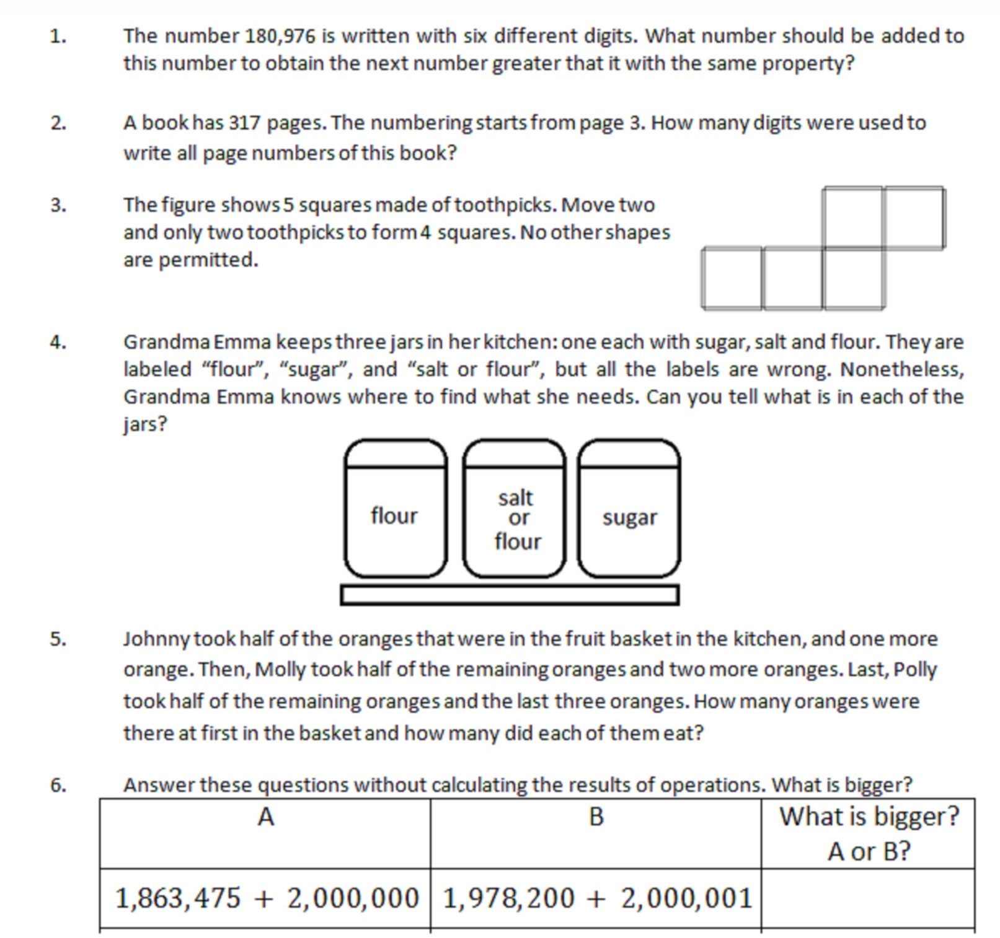 1. The number 180,976 is written with six different digits. What number should be added to
this number to obtain the next number greater that it with the same property?
2. A book has 317 pages. The numbering starts from page 3. How many digits were used to
write all page numbers of this book?
3. The figure shows 5 squares made of toothpicks. Move two
and only two toothpicks to form 4 squares. No other shapes
are permitted.
4. Grandma Emma keeps three jars in her kitchen: one each with sugar, salt and flour. They are
labeled “flour”, “sugar”, and “salt or flour”, but all the labels are wrong. Nonetheless,
Grandma Emma knows where to find what she needs. Can you tell what is in each of the
jars?
flour
salt
or
flour
sugar
5. Johnny took half of the oranges that were in the fruit basket in the kitchen, and one more
orange. Then, Molly took half of the remaining oranges and two more oranges. Last, Polly
took half of the remaining oranges and the last three oranges. How many oranges were
there at first in the basket and how many did each of them eat?
6. Answer these questions without calculating the results of operations. What is bigger?
A B What is bigger?
A or B?
1,863,475 + 2,000,000 1,978,200 + 2,000,001